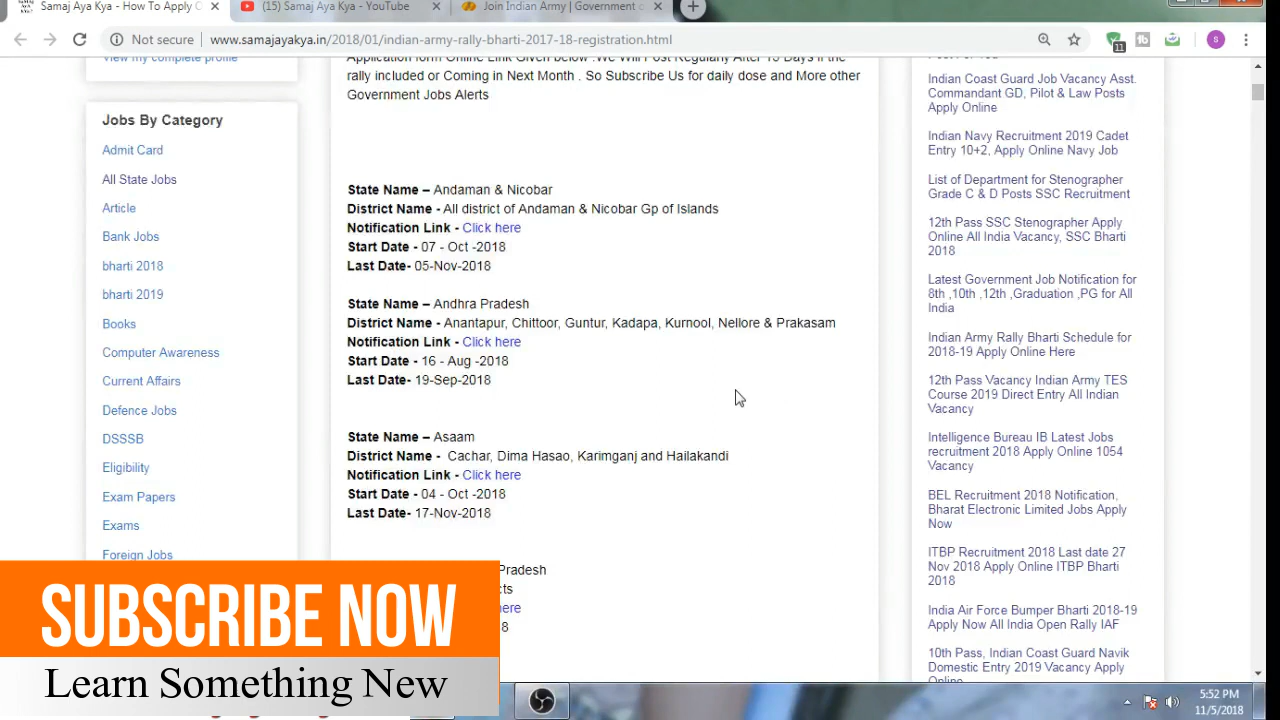 Samaj Aya Kya - How To Apply O
(15) Samaj Aya Kya - YouTube
Join Indian Army | Government o
Not secure | www.samajayakya.in/2018/01/indian-army-rally-bharti-2017-18-registration.html
11
S
View my complete profile
Jobs By Category
Admit Card
All State Jobs
Article
Bank Jobs
bharti 2018
bharti 2019
Books
Computer Awareness
Current Affairs
Defence Jobs
DSSSB
Eligibility
Exam Papers
Exams
Foreign Jobs
Application form Online Link Given below .We Will Post Regularly After 15 Days if the
rally included or Coming in Next Month . So Subscribe Us for daily dose and More other
Government Jobs Alerts
State Name – Andaman & Nicobar
District Name - All district of Andaman & Nicobar Gp of Islands
Notification Link - Click here
Start Date - 07 - Oct -2018
Last Date- 05-Nov-2018
State Name – Andhra Pradesh
District Name - Anantapur, Chittoor, Guntur, Kadapa, Kurnool, Nellore & Prakasam
Notification Link - Click here
Start Date - 16 - Aug -2018
Last Date- 19-Sep-2018
State Name – Asaam
District Name - Cachar, Dima Hasao, Karimganj and Hailakandi
Notification Link - Click here
Start Date - 04 - Oct -2018
Last Date- 17-Nov-2018
Pradesh
Indian Coast Guard Job Vacancy Asst.
Commandant GD, Pilot & Law Posts
Apply Online
Indian Navy Recruitment 2019 Cadet
Entry 10+2, Apply Online Navy Job
List of Department for Stenographer
Grade C & D Posts SSC Recruitment
12th Pass SSC Stenographer Apply
Online All India Vacancy, SSC Bharti
2018
Latest Government Job Notification for
8th ,10th ,12th ,Graduation ,PG for All
India
Indian Army Rally Bharti Schedule for
2018-19 Apply Online Here
12th Pass Vacancy Indian Army TES
Course 2019 Direct Entry All Indian
Vacancy
Intelligence Bureau IB Latest Jobs
recruitment 2018 Apply Online 1054
Vacancy
BEL Recruitment 2018 Notification,
Bharat Electronic Limited Jobs Apply
Now
ITBP Recruitment 2018 Last date 27
Nov 2018 Apply Online ITBP Bharti
2018
India Air Force Bumper Bharti 2018-19
Apply Now All India Open Rally IAF
10th Pass, Indian Coast Guard Navik
Domestic Entry 2019 Vacancy Apply
Online
SUBSCRIBE NOW
Learn Something New
5:52 PM
11/5/2018